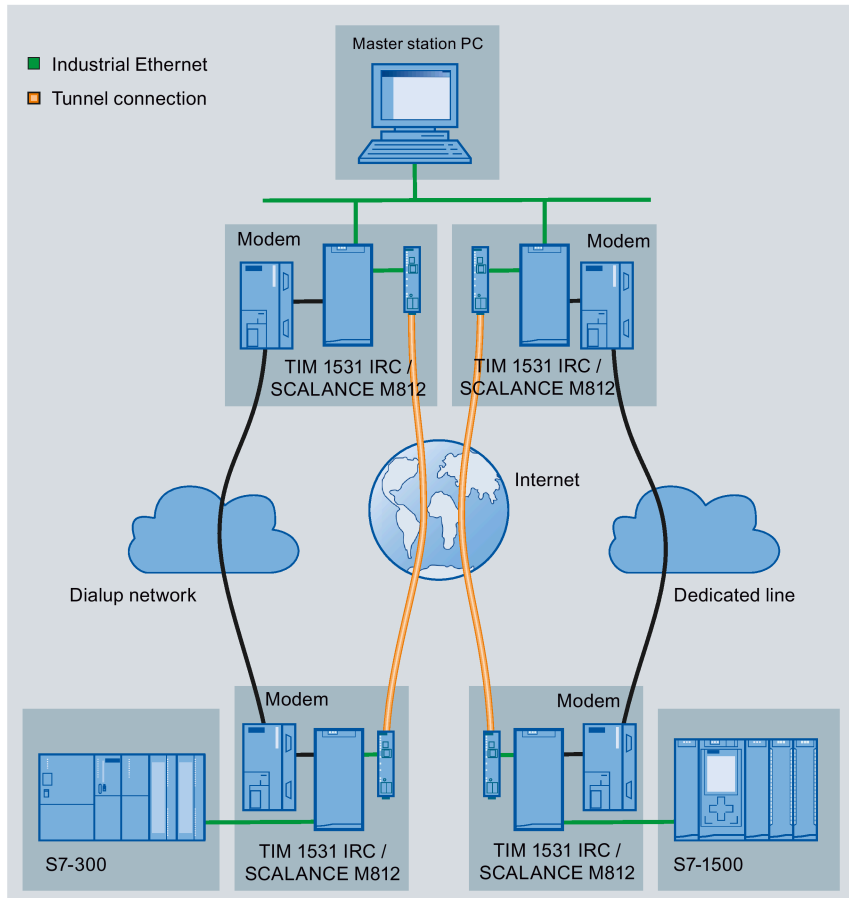 Master station PC
Industrial Ethernet
Tunnel connection
Modem
Modem
TIM 1531 IRC /
SCALANCE M812
TIM 1531 IRC /
SCALANCE M812
Internet
Dialup network
Dedicated line
Modem
Modem
TIM 1531 IRC /
SCALANCE M812
TIM 1531 IRC /
SCALANCE M812
S7-300
S7-1500